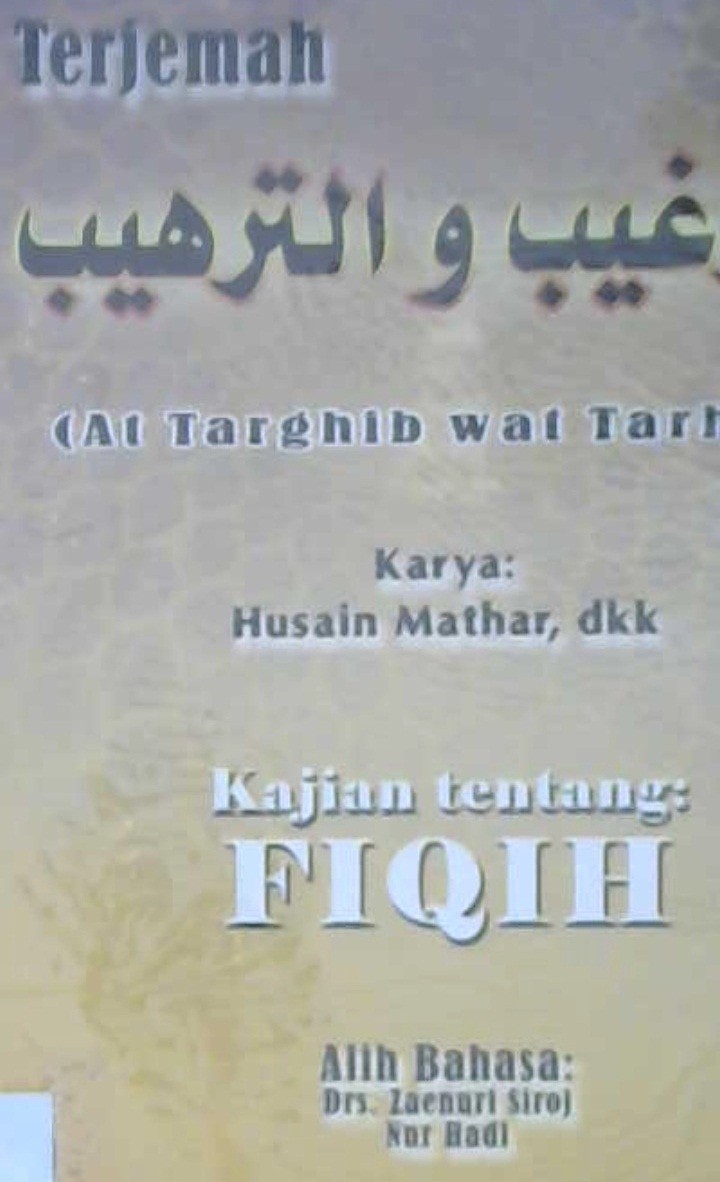 Terjemah
غيب و الترهيب
(At Targhib wat Tarh
Karya:
Husain Mathar, dkk
Kajian tentang:
FIQIH
Alih Bahasa:
Drs. Zaenuri Siroj
Nur Hadi